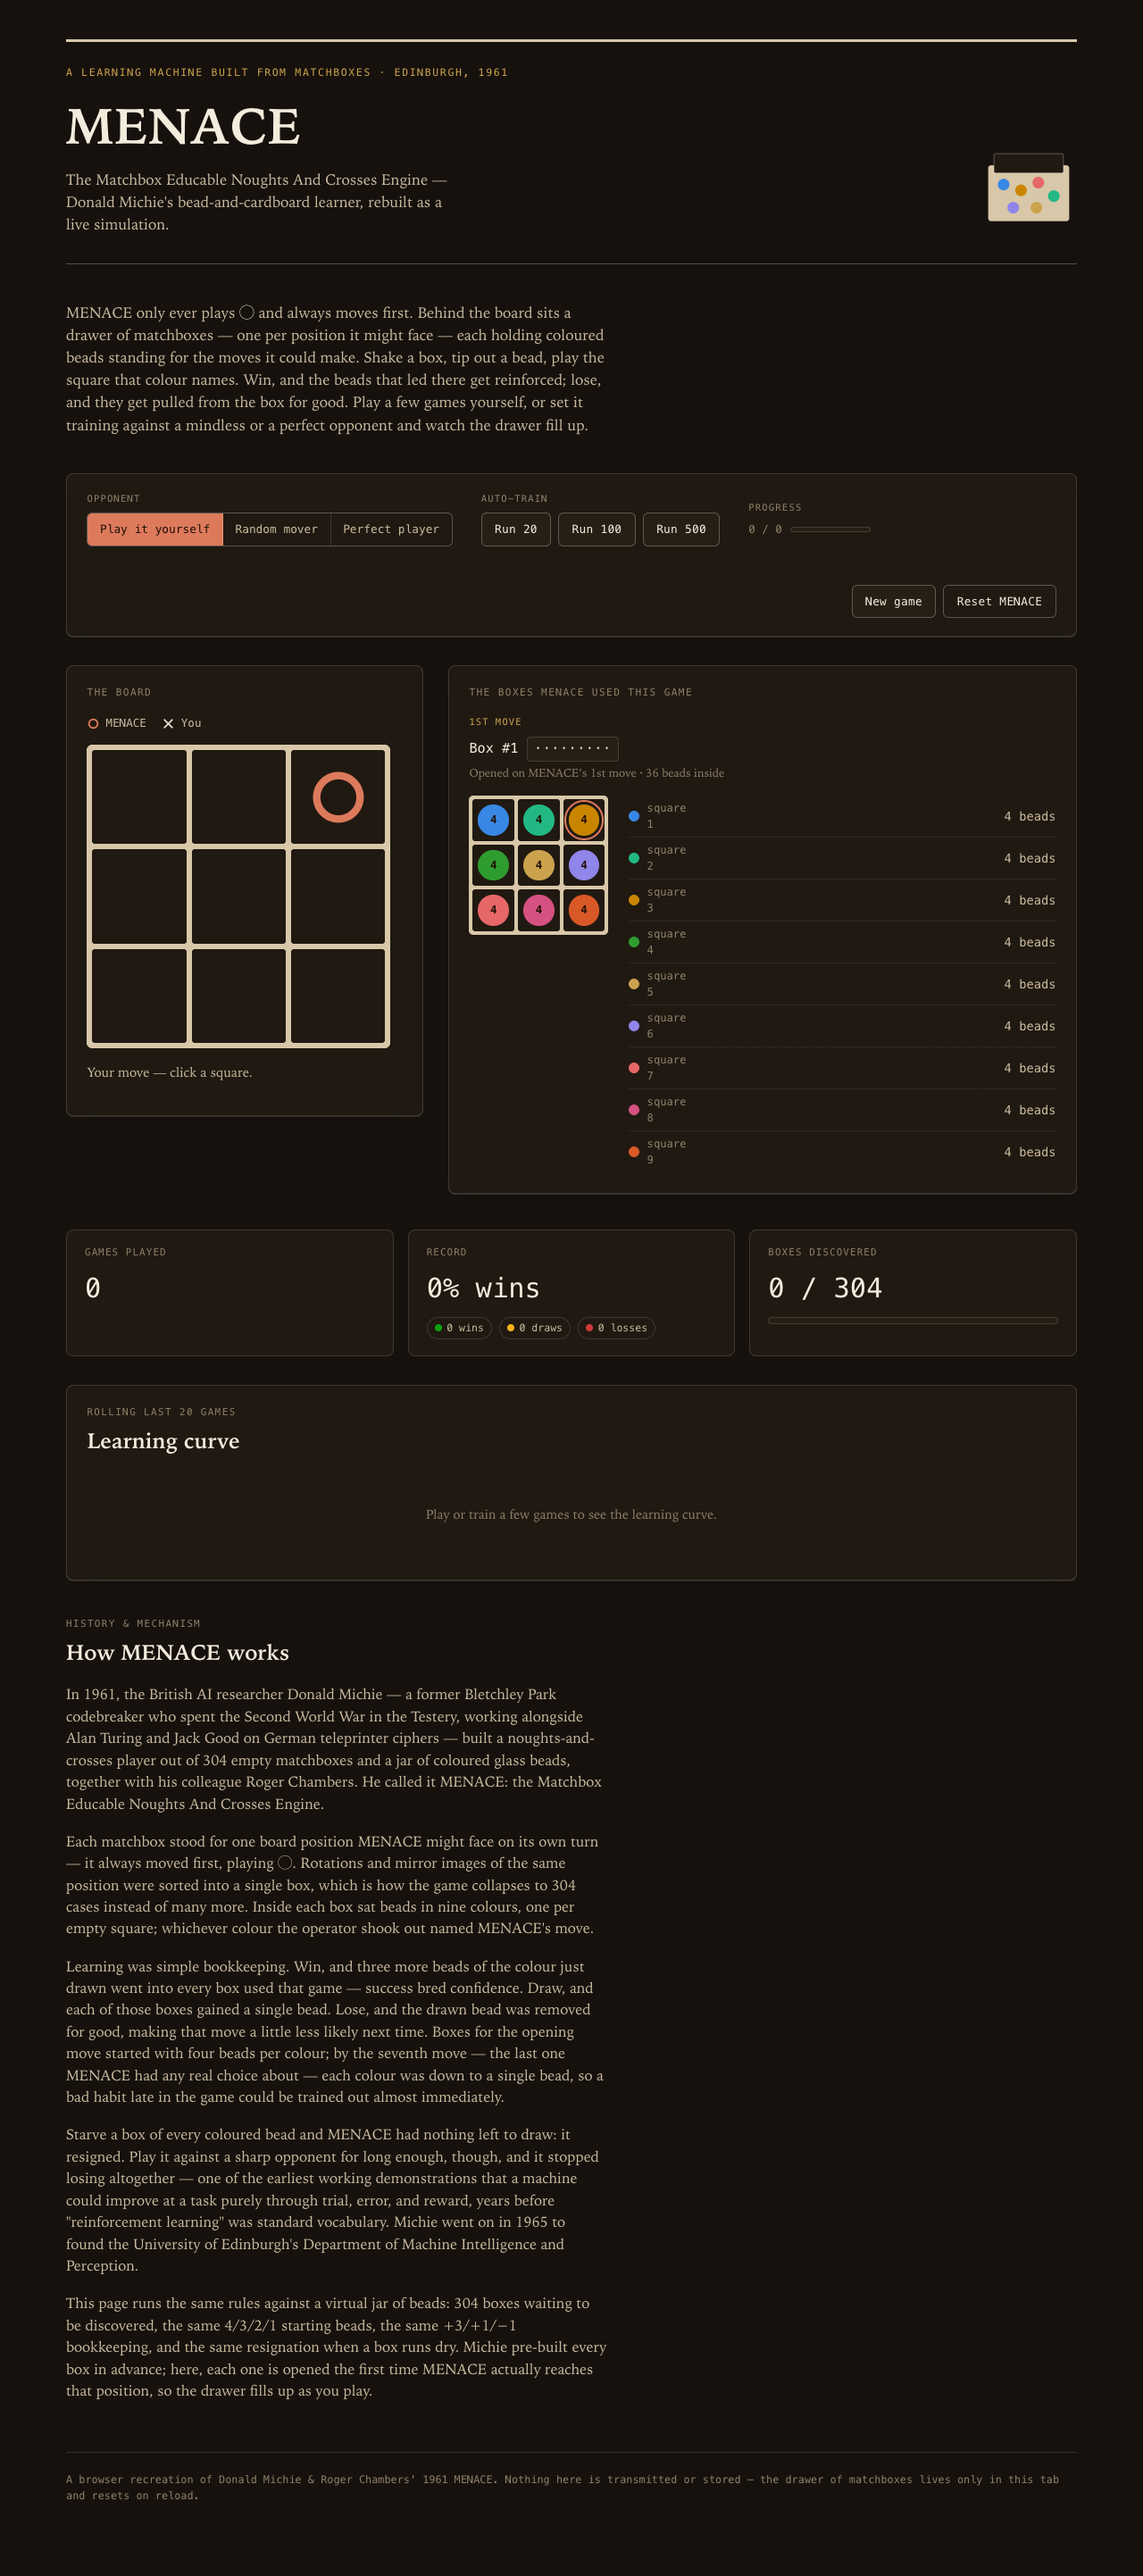 A LEARNING MACHINE BUILT FROM MATCHBOXES · EDINBURGH, 1961
MENACE
The Matchbox Educable Noughts And Crosses Engine —
Donald Michie's bead-and-cardboard learner, rebuilt as a
live simulation.
MENACE only ever plays ◯ and always moves first. Behind the board sits a
drawer of matchboxes — one per position it might face — each holding coloured
beads standing for the moves it could make. Shake a box, tip out a bead, play the
square that colour names. Win, and the beads that led there get reinforced; lose,
and they get pulled from the box for good. Play a few games yourself, or set it
training against a mindless or a perfect opponent and watch the drawer fill up.
OPPONENT
Play it yourself
Random mover
Perfect player
AUTO-TRAIN
Run 20
Run 100
Run 500
PROGRESS
0 / 0
New game
Reset MENACE
THE BOARD
MENACE
You
Your move — click a square.
THE BOXES MENACE USED THIS GAME
1ST MOVE
Box #1 ·········
Opened on MENACE's 1st move · 36 beads inside
4 4 4
4 4 4
4 4 4
square
1
4 beads
square
2
4 beads
square
3
4 beads
square
4
4 beads
square
5
4 beads
square
6
4 beads
square
7
4 beads
square
8
4 beads
square
9
4 beads
GAMES PLAYED
0
RECORD
0% wins
0 wins
0 draws
0 losses
BOXES DISCOVERED
0 / 304
ROLLING LAST 20 GAMES
Learning curve
Play or train a few games to see the learning curve.
HISTORY & MECHANISM
How MENACE works
In 1961, the British AI researcher Donald Michie — a former Bletchley Park
codebreaker who spent the Second World War in the Testery, working alongside
Alan Turing and Jack Good on German teleprinter ciphers — built a noughts-and-
crosses player out of 304 empty matchboxes and a jar of coloured glass beads,
together with his colleague Roger Chambers. He called it MENACE: the Matchbox
Educable Noughts And Crosses Engine.
Each matchbox stood for one board position MENACE might face on its own turn
— it always moved first, playing ◯. Rotations and mirror images of the same
position were sorted into a single box, which is how the game collapses to 304
cases instead of many more. Inside each box sat beads in nine colours, one per
empty square; whichever colour the operator shook out named MENACE's move.
Learning was simple bookkeeping. Win, and three more beads of the colour just
drawn went into every box used that game — success bred confidence. Draw, and
each of those boxes gained a single bead. Lose, and the drawn bead was removed
for good, making that move a little less likely next time. Boxes for the opening
move started with four beads per colour; by the seventh move — the last one
MENACE had any real choice about — each colour was down to a single bead, so a
bad habit late in the game could be trained out almost immediately.
Starve a box of every coloured bead and MENACE had nothing left to draw: it
resigned. Play it against a sharp opponent for long enough, though, and it stopped
losing altogether — one of the earliest working demonstrations that a machine
could improve at a task purely through trial, error, and reward, years before
"reinforcement learning" was standard vocabulary. Michie went on in 1965 to
found the University of Edinburgh's Department of Machine Intelligence and
Perception.
This page runs the same rules against a virtual jar of beads: 304 boxes waiting to
be discovered, the same 4/3/2/1 starting beads, the same +3/+1/−1
bookkeeping, and the same resignation when a box runs dry. Michie pre-built every
box in advance; here, each one is opened the first time MENACE actually reaches
that position, so the drawer fills up as you play.
A browser recreation of Donald Michie & Roger Chambers' 1961 MENACE. Nothing here is transmitted or stored — the drawer of matchboxes lives only in this tab
and resets on reload.